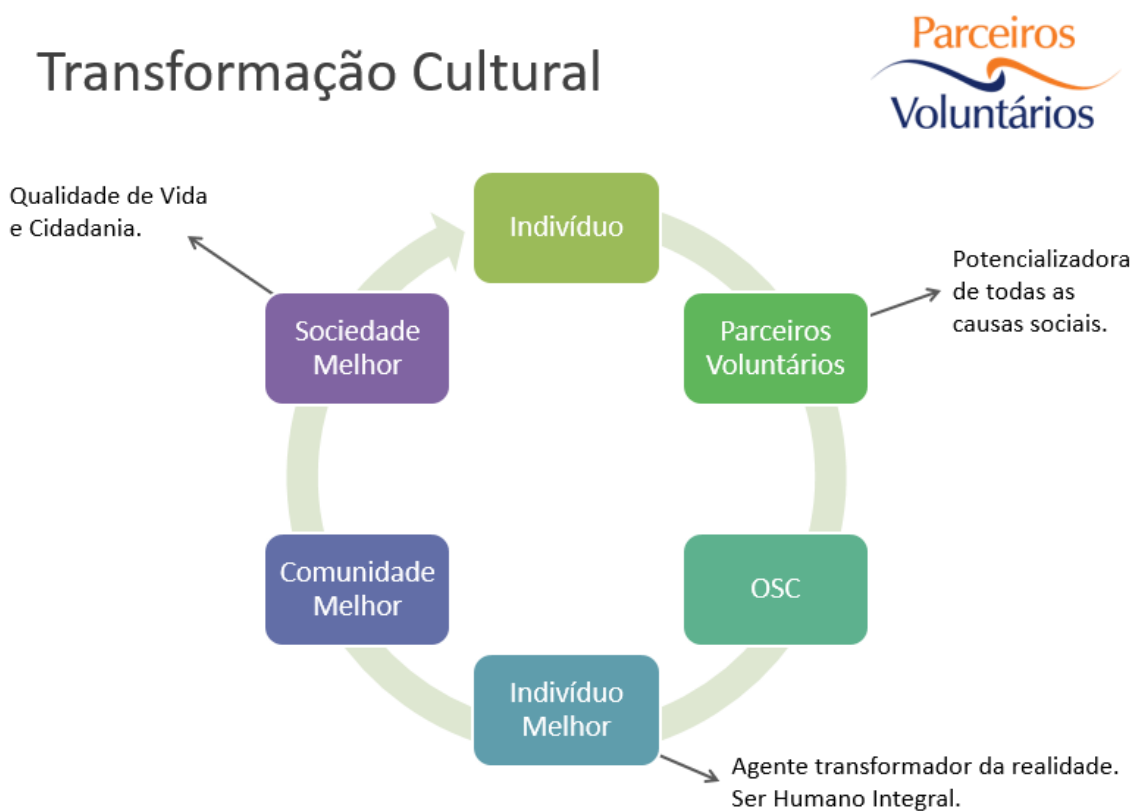 Transformação Cultural
Parceiros
Voluntários
Qualidade de Vida
e Cidadania.
Indivíduo
Potencializadora
de todas as
causas sociais.
Sociedade
Melhor
Parceiros
Voluntários
Comunidade
Melhor
OSC
Indivíduo
Melhor
Agente transformador da realidade.
Ser Humano Integral.